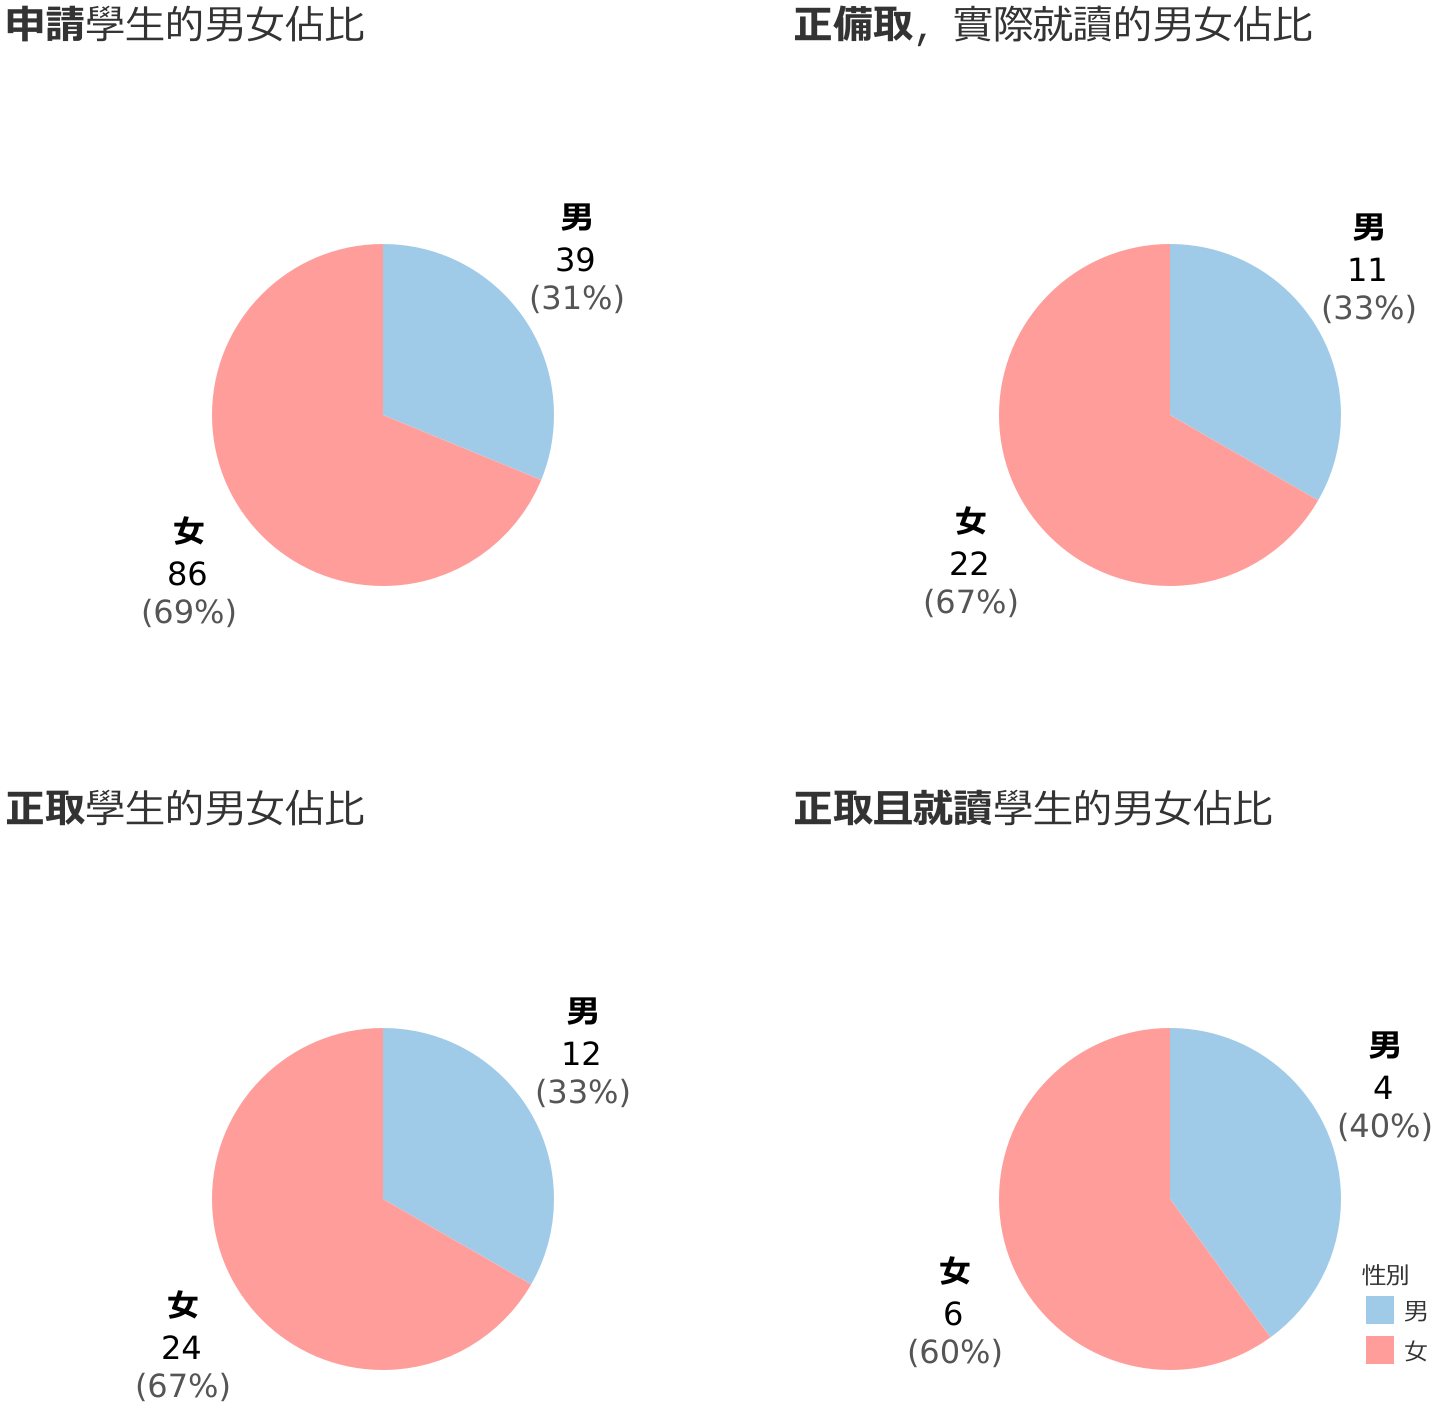 申請學生的男女佔比
男
39
(31%)
女
86
(69%)
正備取，實際就讀的男女佔比
男
11
(33%)
女
22
(67%)
正取學生的男女佔比
男
12
(33%)
女
24
(67%)
正取且就讀學生的男女佔比
男
4
(40%)
女
6
(60%)
性別
男
女